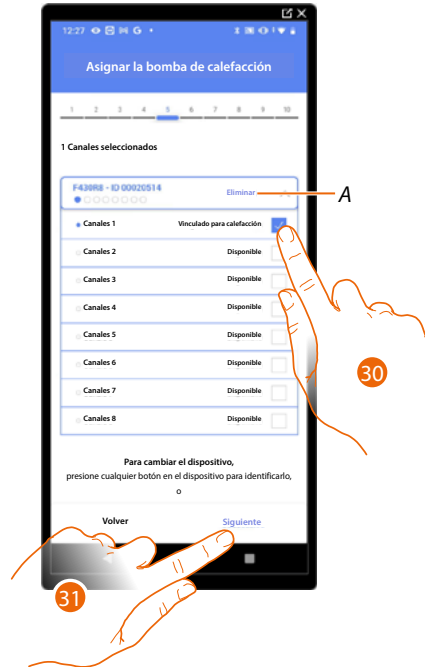 12:27
Asignar la bomba de calefacción
1 2 3 4 5 6 7 8 9 10
1 Canales seleccionados
F430R8 - ID 00020514
Eliminar
A
Canales 1 Vinculado para calefacción
Canales 2 Disponible
Canales 3 Disponible
Canales 4 Disponible
Canales 5 Disponible
Canales 6 Disponible
Canales 7 Disponible
Canales 8 Disponible
30
Para cambiar el dispositivo,
presione cualquier botón en el dispositivo para identificarlo,
o
Volver Siguiente
31